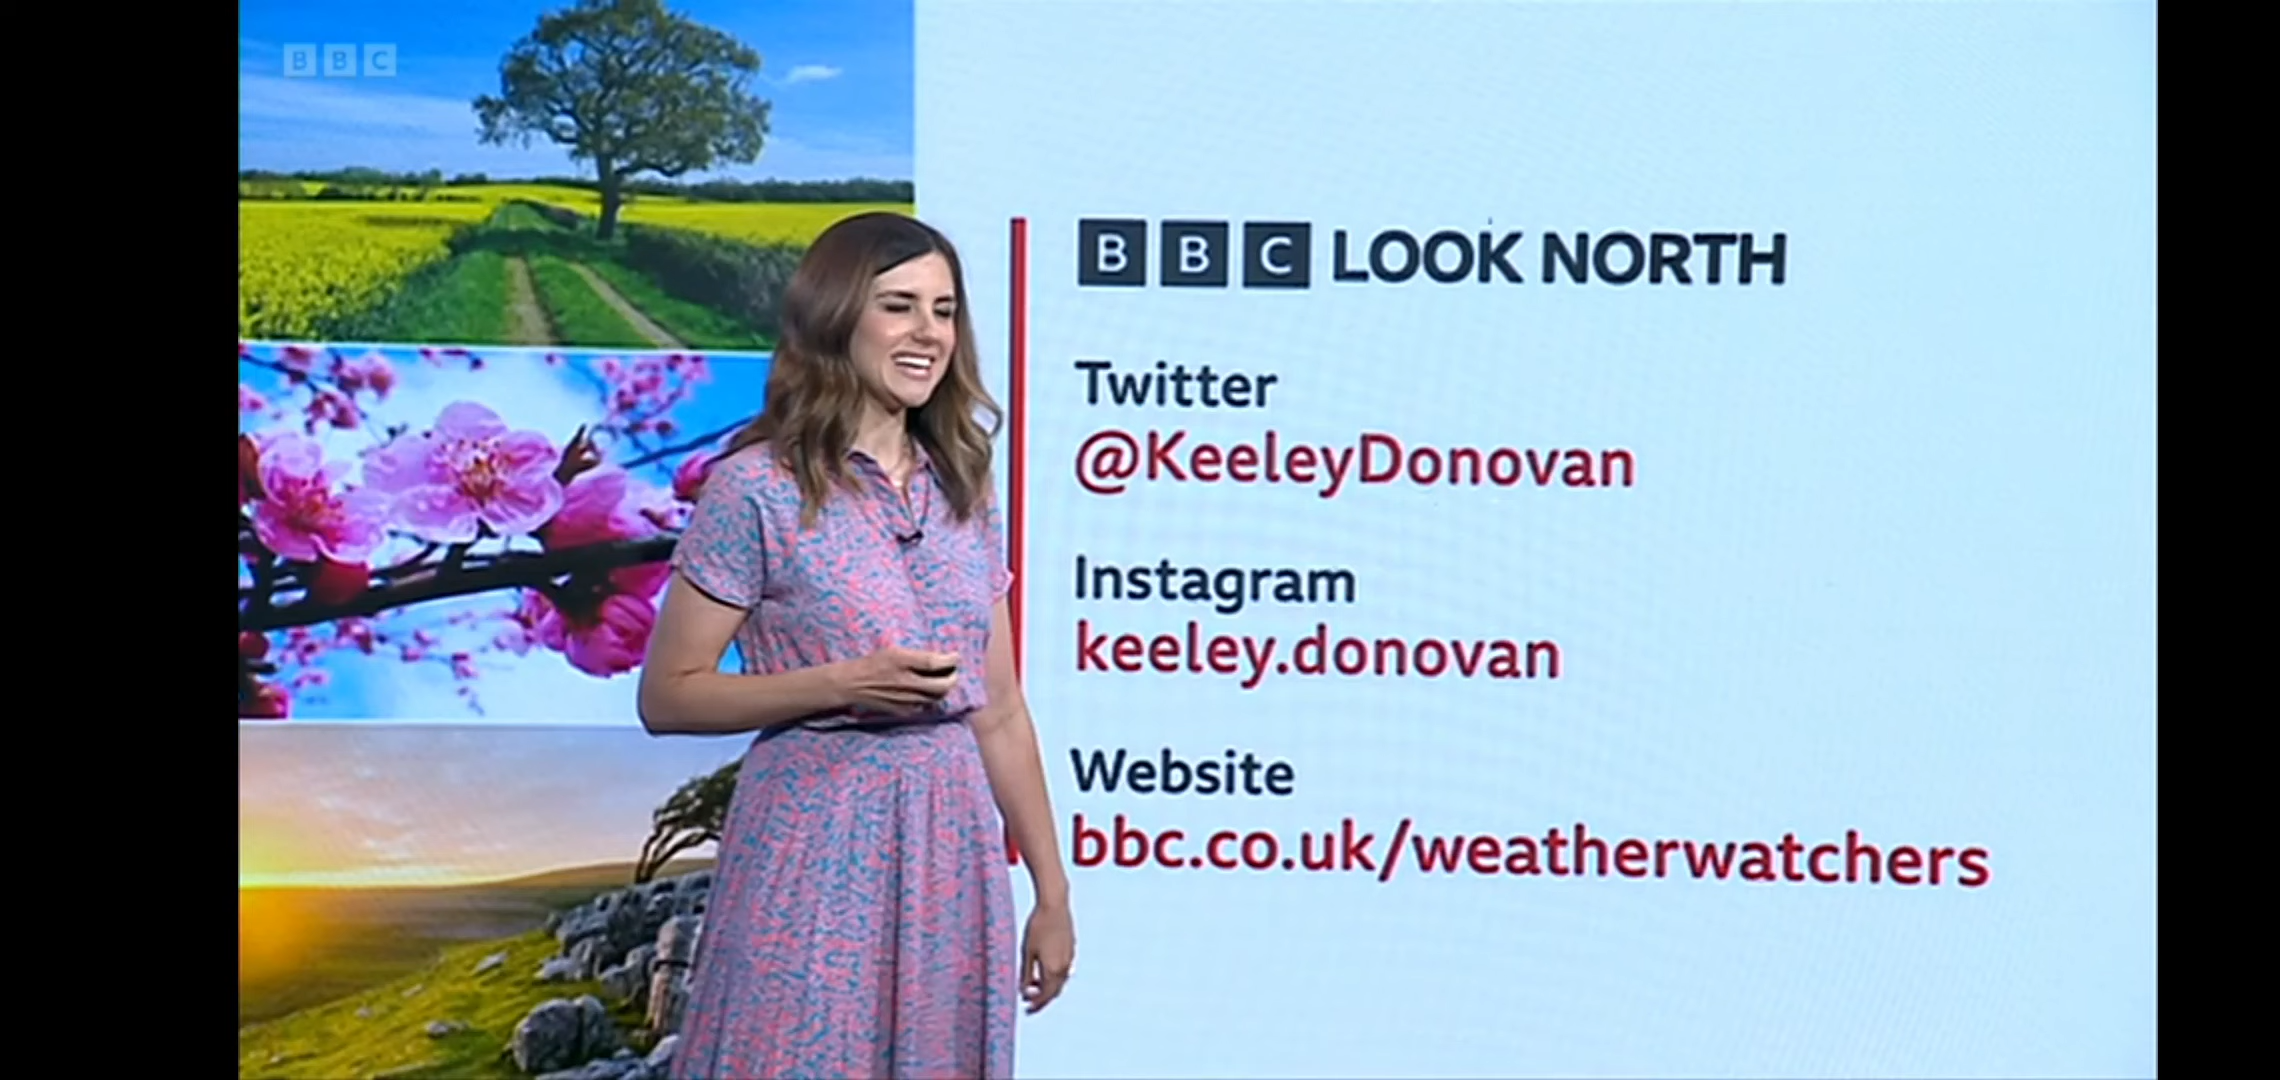 BBC
BBC LOOK NORTH
Twitter
@KeeleyDonovan
Instagram
keeley.donovan
Website
bbc.co.uk/weatherwatchers